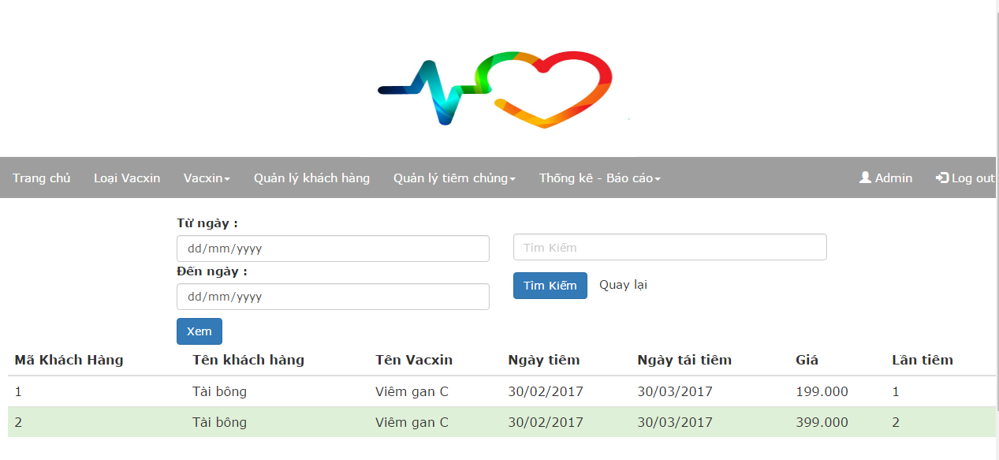 Trang chủ Loại Vacxin Vacxin Quản lý khách hàng Quản lý tiêm chủng Thống kê - Báo cáo Admin Log out
Từ ngày :
dd/mm/yyyy
Đến ngày :
dd/mm/yyyy
Xem
Tìm Kiếm
Tìm Kiếm Quay lại
Mã Khách Hàng Tên khách hàng Tên Vacxin Ngày tiêm Ngày tái tiêm Giá Lần tiêm
1 Tài bông Viêm gan C 30/02/2017 30/03/2017 199.000 1
2 Tài bông Viêm gan C 30/02/2017 30/03/2017 399.000 2